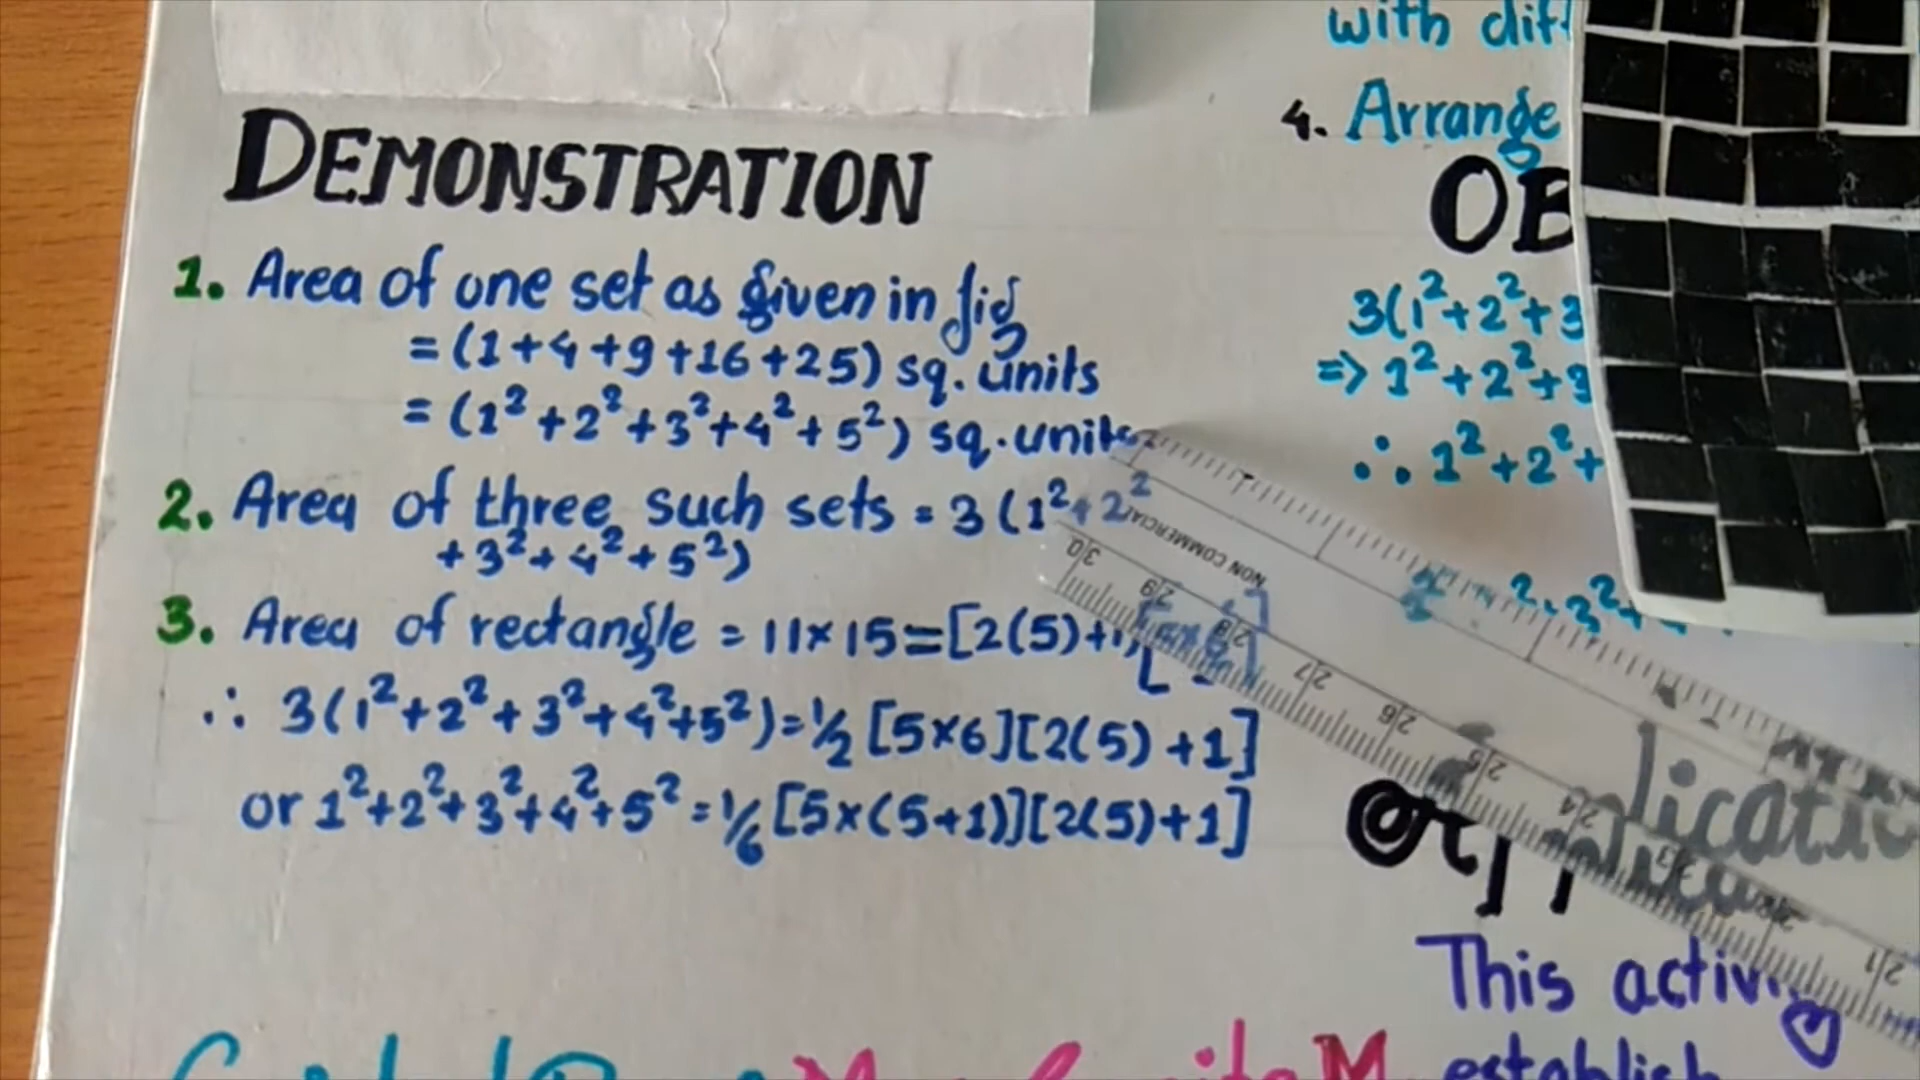 DEMONSTRATION
1. Area of one set as given in fig
= (1+4+9+16+25) sq. units
= (1²+2²+3²+4²+5²) sq. units
2. Area of three such sets = 3(1²+2²
+3²+4²+5²)
3. Area of rectangle = 11×15=[2(5)+1]
∴ 3(1²+2²+3²+4²+5²)=1/2 [5×6][2(5)+1]
or 1²+2²+3²+4²+5²=1/6 [5×(5+1)][2(5)+1]
with
4. Arrange
3(1²+2²+3
=> 1²+2²+3
∴ 1²+2²+
NON COMMERCIAL
30 29 28 27 26 25 24 23 22 21
This
establish